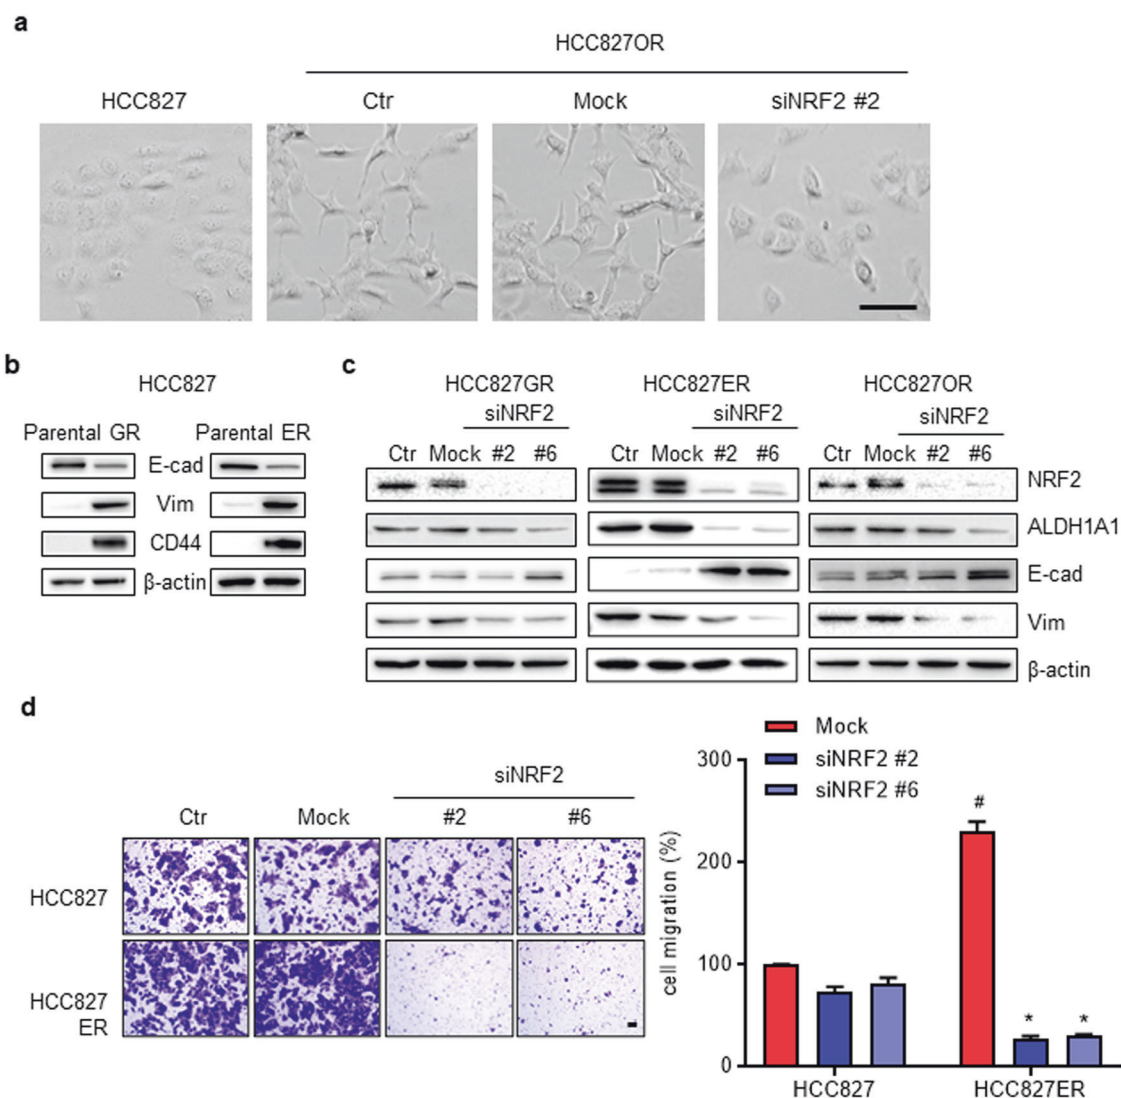 a
HCC827OR
HCC827 Ctr Mock siNRF2 #2
b
HCC827
Parental GR Parental ER
E-cad
Vim
CD44
β-actin
c
HCC827GR HCC827ER HCC827OR
siNRF2 siNRF2 siNRF2
Ctr Mock #2 #6 Ctr Mock #2 #6 Ctr Mock #2 #6
NRF2
ALDH1A1
E-cad
Vim
β-actin
d
siNRF2
Ctr Mock #2 #6
HCC827
HCC827
ER
Mock
siNRF2 #2
siNRF2 #6
cell migration (%)
300
200
100
0
#
* *
HCC827 HCC827ER